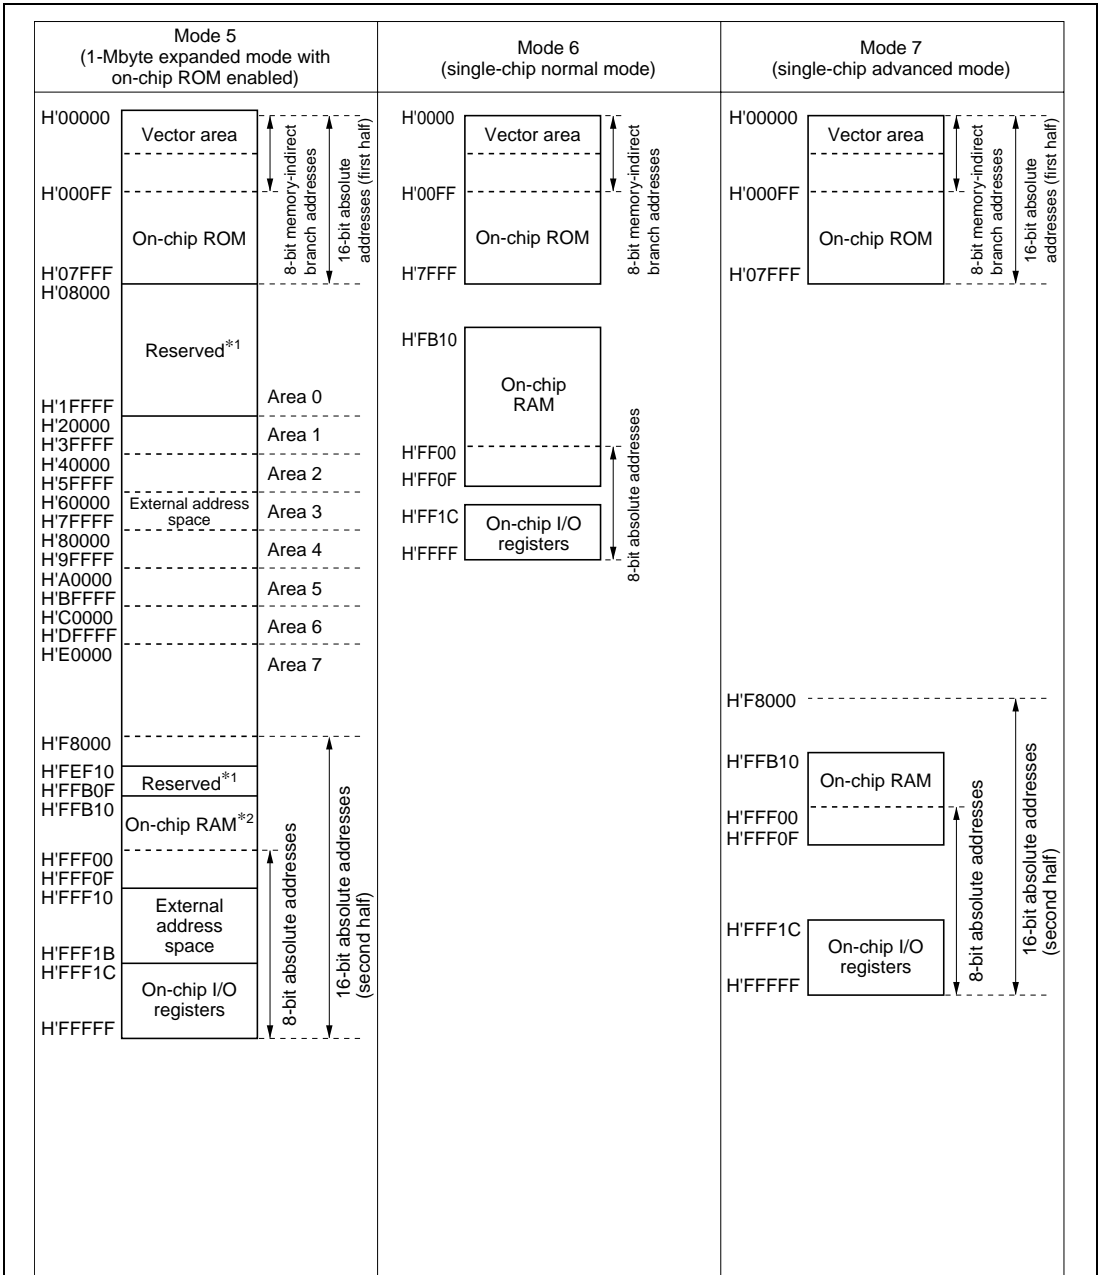 Mode 5
(1-Mbyte expanded mode with
on-chip ROM enabled)
H'00000
Vector area
H'000FF
On-chip ROM
H'07FFF
H'08000
Reserved*1
H'1FFFF
H'20000
H'3FFFF
H'40000
H'5FFFF
H'60000
H'7FFFF
H'80000
H'9FFFF
H'A0000
H'BFFFF
H'C0000
H'DFFFF
H'E0000
External address
space
Area 0
Area 1
Area 2
Area 3
Area 4
Area 5
Area 6
Area 7
H'F8000
H'FEF10
H'FFB0F
H'FFB10
Reserved*1
On-chip RAM*2
H'FFF00
H'FFF0F
H'FFF10
External
address
space
H'FFF1B
H'FFF1C
On-chip I/O
registers
H'FFFFF
8-bit memory-indirect
branch addresses
16-bit absolute
addresses (first half)
8-bit absolute addresses
16-bit absolute addresses
(second half)
Mode 6
(single-chip normal mode)
H'0000
Vector area
H'00FF
On-chip ROM
H'7FFF
8-bit memory-indirect
branch addresses
H'FB10
On-chip
RAM
H'FF00
H'FF0F
H'FF1C
On-chip I/O
registers
H'FFFF
8-bit absolute addresses
Mode 7
(single-chip advanced mode)
H'00000
Vector area
H'000FF
On-chip ROM
H'07FFF
8-bit memory-indirect
branch addresses
16-bit absolute
addresses (first half)
H'F8000
H'FFB10
On-chip RAM
H'FFF00
H'FFF0F
H'FFF1C
On-chip I/O
registers
H'FFFFF
8-bit absolute addresses
16-bit absolute addresses
(second half)